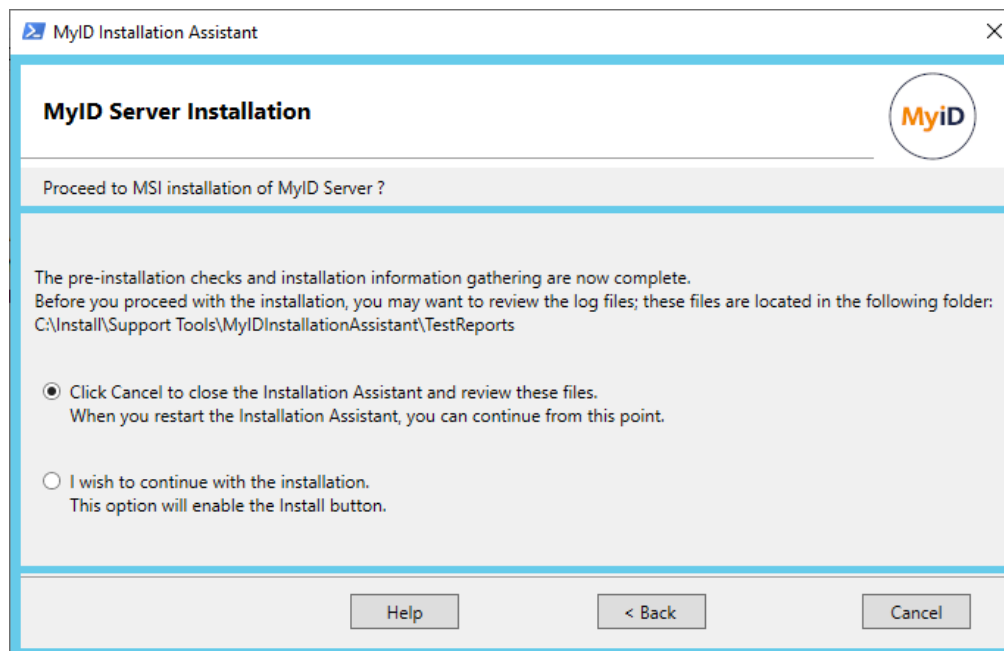 MyID Installation Assistant
MyID Server Installation
MyiD
Proceed to MSI installation of MyID Server ?
The pre-installation checks and installation information gathering are now complete.
Before you proceed with the installation, you may want to review the log files; these files are located in the following folder:
C:\Install\Support Tools\MyIDInstallationAssistant\TestReports
Click Cancel to close the Installation Assistant and review these files.
When you restart the Installation Assistant, you can continue from this point.
I wish to continue with the installation.
This option will enable the Install button.
Help
< Back
Cancel